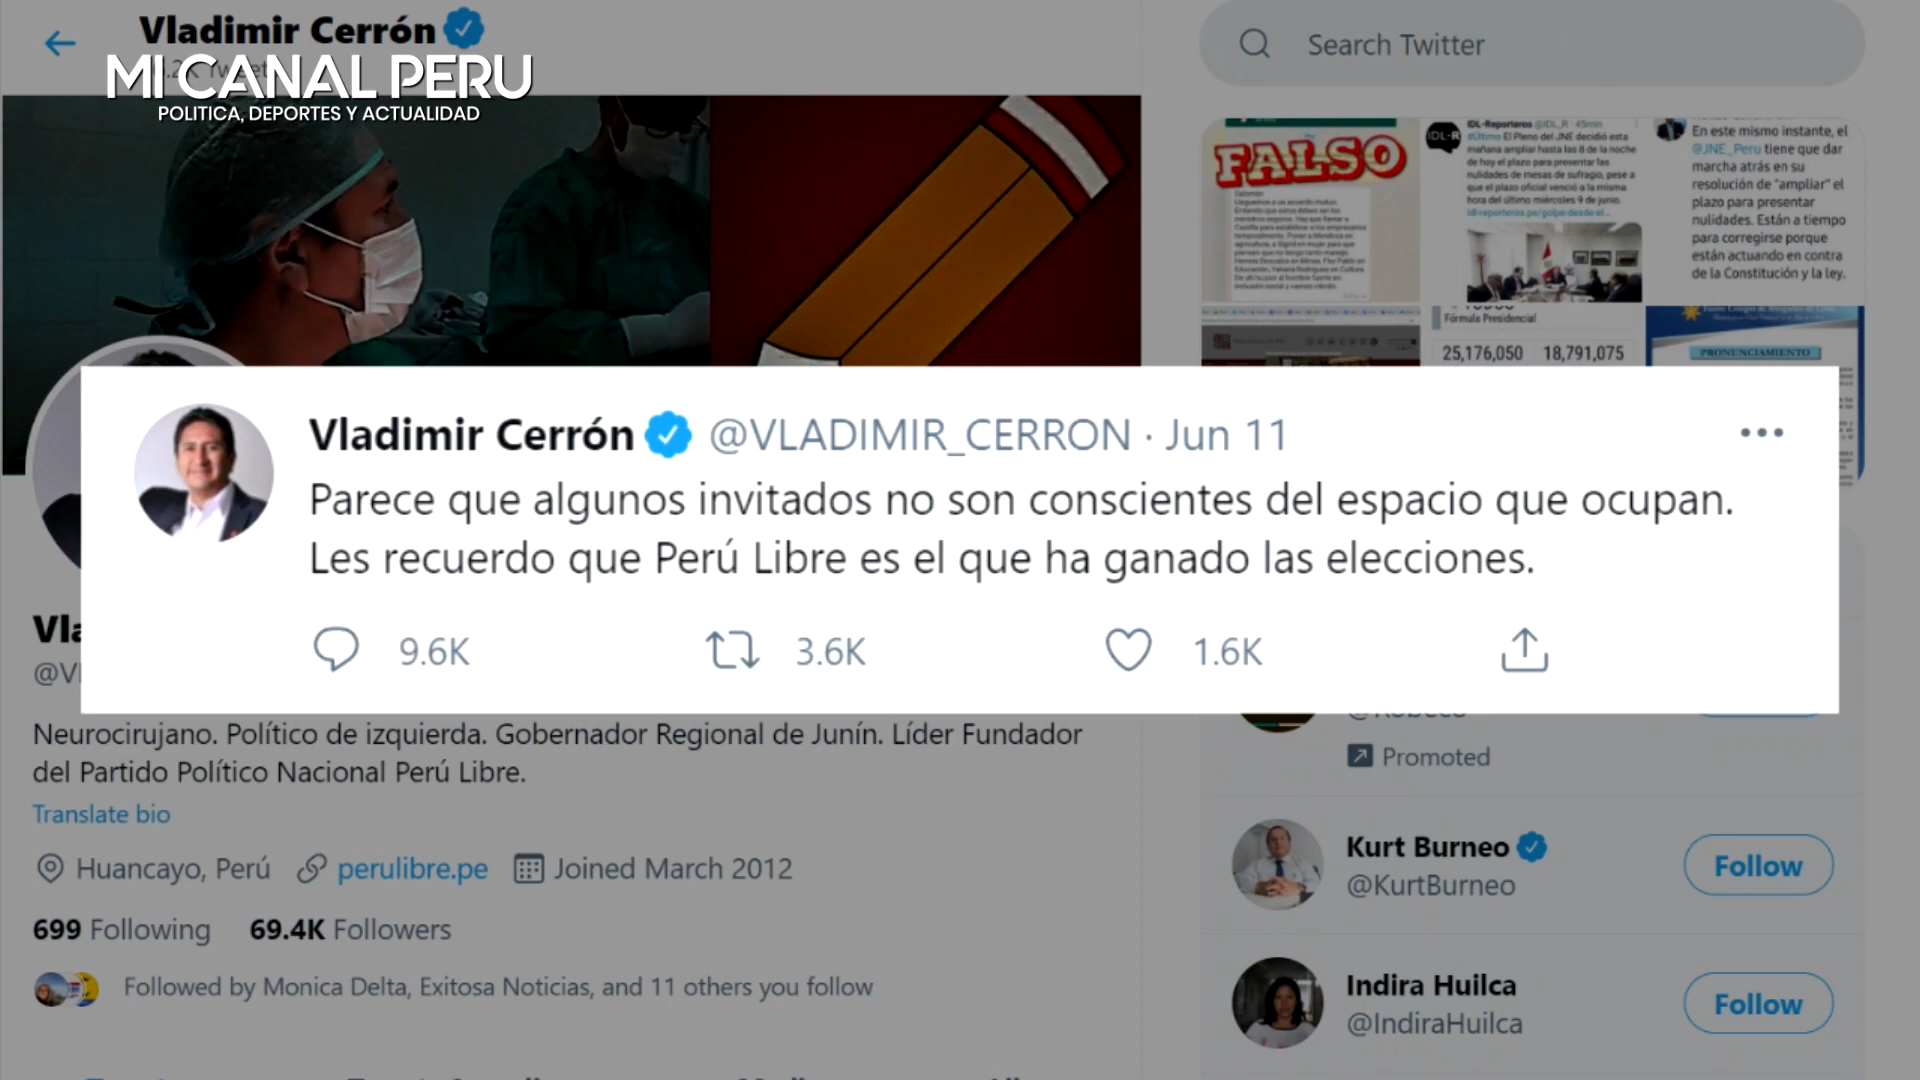 Vladimir Cerrón
MI CANAL PERU
POLITICA, DEPORTES Y ACTUALIDAD
Search Twitter
FALSO
IDL-R
IDL-Reporteros @IDL_R · 45min
#Último El Pleno del JNE decidió esta
mañana ampliar hasta las 8 de la noche
de hoy el plazo para presentar las
nulidades de mesas de sufragio, pese a
que el plazo oficial venció a la misma
hora del último miércoles 9 de junio.
idl-reporteros.pe/golpe-desde-el...
En este mismo instante, el
@JNE_Peru tiene que dar
marcha atrás en su
resolución de "ampliar" el
plazo para presentar
nulidades. Están a tiempo
para corregirse porque
están actuando en contra
de la Constitución y la ley.
Fórmula Presidencial
25,176,050 18,791,075
PRONUNCIAMIENTO
Vladimir Cerrón @VLADIMIR_CERRON · Jun 11
Parece que algunos invitados no son conscientes del espacio que ocupan.
Les recuerdo que Perú Libre es el que ha ganado las elecciones.
9.6K 3.6K 1.6K
Neurocirujano. Político de izquierda. Gobernador Regional de Junín. Líder Fundador
del Partido Político Nacional Perú Libre.
Translate bio
Huancayo, Perú perulibre.pe Joined March 2012
699 Following 69.4K Followers
Followed by Monica Delta, Exitosa Noticias, and 11 others you follow
Promoted
Kurt Burneo
@KurtBurneo
Follow
Indira Huilca
@IndiraHuilca
Follow